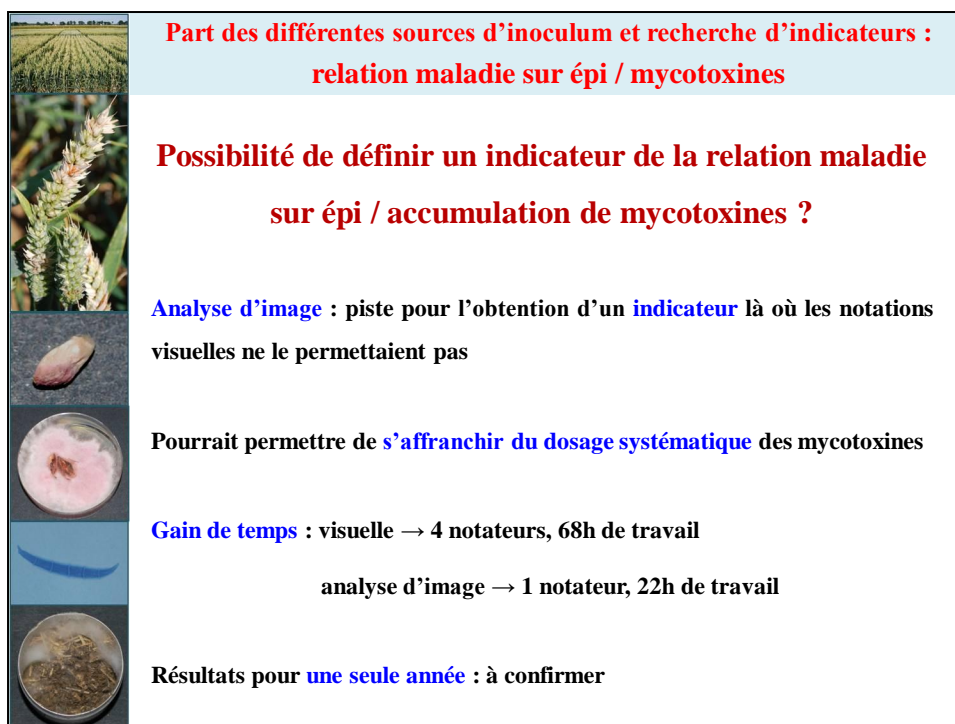 Part des différentes sources d’inoculum et recherche d’indicateurs :
relation maladie sur épi / mycotoxines
Possibilité de définir un indicateur de la relation maladie
sur épi / accumulation de mycotoxines ?
Analyse d’image : piste pour l’obtention d’un indicateur là où les notations
visuelles ne le permettaient pas
Pourrait permettre de s’affranchir du dosage systématique des mycotoxines
Gain de temps : visuelle → 4 notateurs, 68h de travail
analyse d’image → 1 notateur, 22h de travail
Résultats pour une seule année : à confirmer